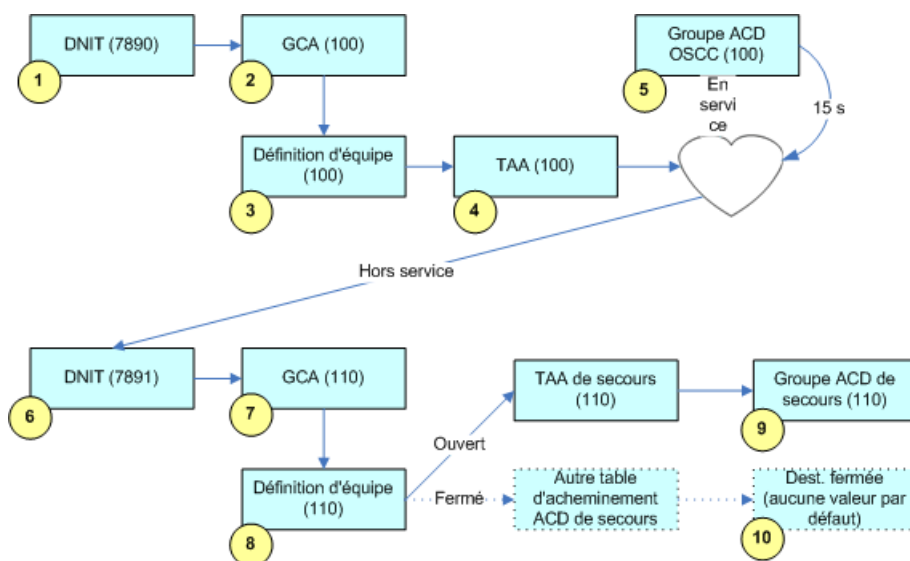 DNIT (7890)
1
GCA (100)
2
Groupe ACD
OSCC (100)
5
En
servi
ce
15 s
Définition d'équipe
(100)
3
TAA (100)
4
Hors service
DNIT (7891)
6
GCA (110)
7
TAA de secours
(110)
Groupe ACD de
secours (110)
9
Ouvert
Définition d'équipe
(110)
8
Fermé
Autre table
d'acheminement
ACD de secours
Dest. fermée
(aucune valeur par
défaut)
10